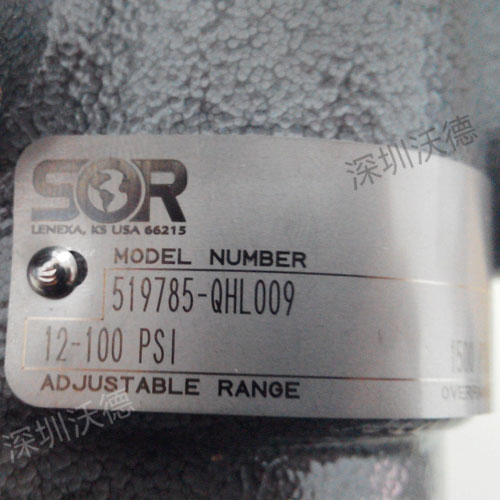 深圳沃德
SOR
LENEXA, KS USA 66215
MODEL NUMBER
519785-QHL009
12-100 PSI
ADJUSTABLE RANGE
深圳沃德